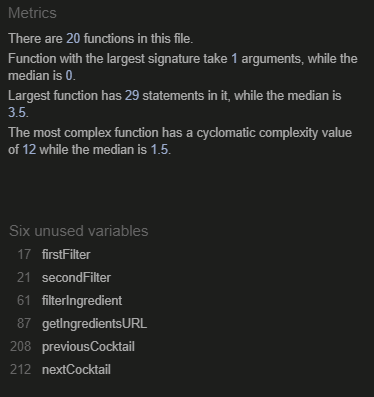 Metrics
There are 20 functions in this file.
Function with the largest signature take 1 arguments, while the
median is 0.
Largest function has 29 statements in it, while the median is
3.5.
The most complex function has a cyclomatic complexity value
of 12 while the median is 1.5.
Six unused variables
17 firstFilter
21 secondFilter
61 filterIngredient
87 getIngredientsURL
208 previousCocktail
212 nextCocktail